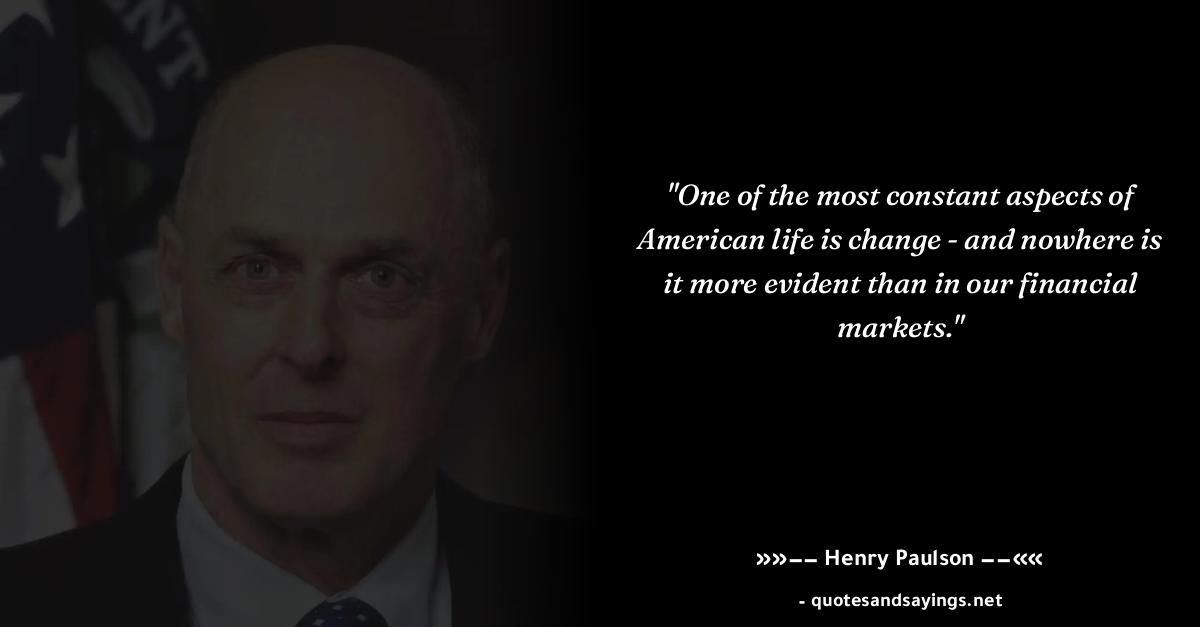 ENT
"One of the most constant aspects of
American life is change - and nowhere is
it more evident than in our financial
markets."
»»−− Henry Paulson −−««
- quotesandsayings.net